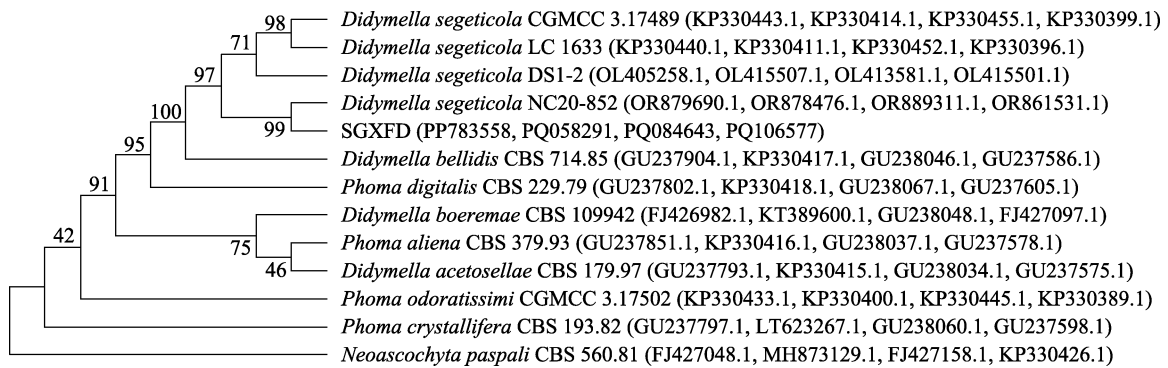 98 Didymella segeticola CGMCC 3.17489 (KP330443.1, KP330414.1, KP330455.1, KP330399.1)
71 Didymella segeticola LC 1633 (KP330440.1, KP330411.1, KP330452.1, KP330396.1)
97 Didymella segeticola DS1-2 (OL405258.1, OL415507.1, OL413581.1, OL415501.1)
100 Didymella segeticola NC20-852 (OR879690.1, OR878476.1, OR889311.1, OR861531.1)
99 SGXFD (PP783558, PQ058291, PQ084643, PQ106577)
95 Didymella bellidis CBS 714.85 (GU237904.1, KP330417.1, GU238046.1, GU237586.1)
91 Phoma digitalis CBS 229.79 (GU237802.1, KP330418.1, GU238067.1, GU237605.1)
Didymella boeremae CBS 109942 (FJ426982.1, KT389600.1, GU238048.1, FJ427097.1)
42 75 Phoma aliena CBS 379.93 (GU237851.1, KP330416.1, GU238037.1, GU237578.1)
46 Didymella acetosellae CBS 179.97 (GU237793.1, KP330415.1, GU238034.1, GU237575.1)
Phoma odoratissimi CGMCC 3.17502 (KP330433.1, KP330400.1, KP330445.1, KP330389.1)
Phoma crystallifera CBS 193.82 (GU237797.1, LT623267.1, GU238060.1, GU237598.1)
Neoascochyta paspali CBS 560.81 (FJ427048.1, MH873129.1, FJ427158.1, KP330426.1)